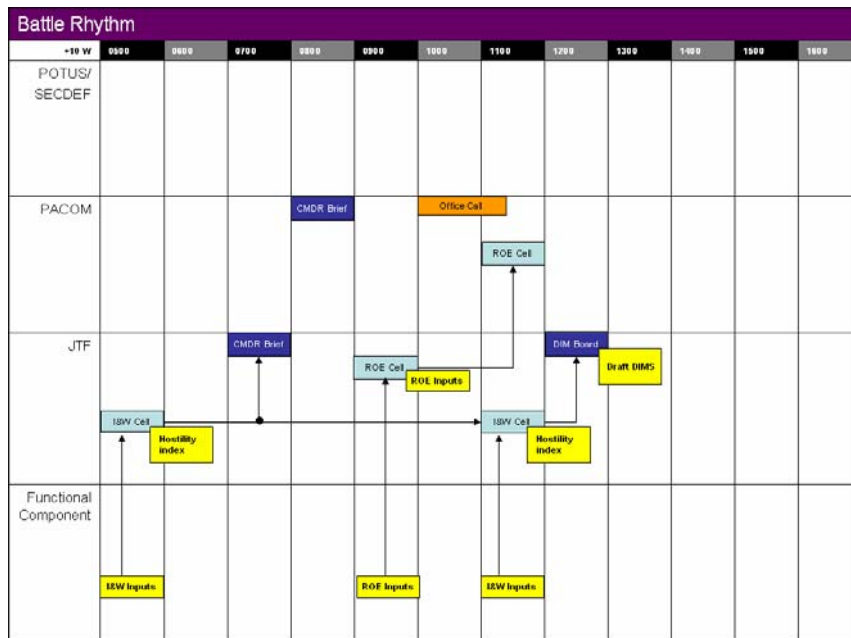 Battle Rhythm
+10 W 0500 0600 0700 0800 0900 1000 1100 1200 1300 1400 1500 1600
POTUS/
SECDEF
PACOM
CMDR Brief
Office Call
ROE Cell
JTF
CMDR Brief
DIM Board
ROE Cell
Draft DIMS
ROE Inputs
I&W Cell
I&W Cell
Hostility
index
Hostility
index
Functional
Component
I&W Inputs
ROE Inputs
I&W Inputs